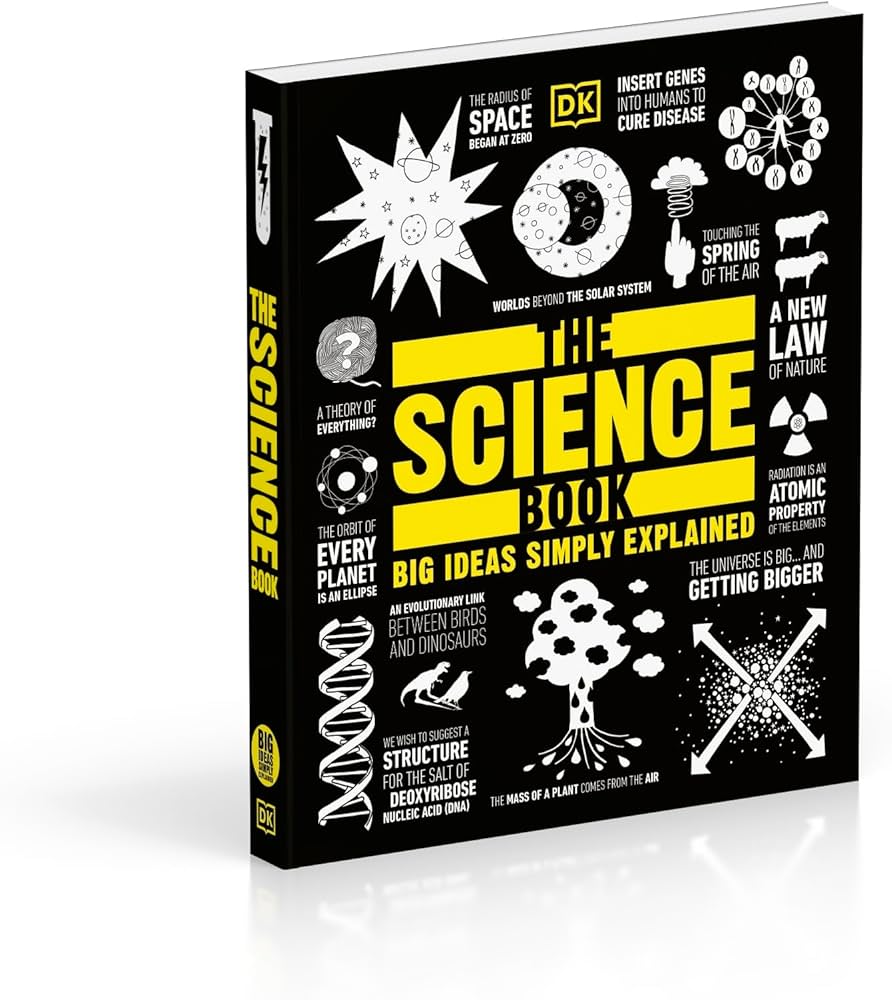 THE SCIENCE BOOK
BIG
IDEAS
SIMPLY
EXPLAINED
DK
THE RADIUS OF
SPACE
BEGAN AT ZERO
DK
INSERT GENES
INTO HUMANS TO
CURE DISEASE
TOUCHING THE
SPRING
OF THE AIR
WORLDS BEYOND THE SOLAR SYSTEM
A NEW
LAW
OF NATURE
?
A THEORY OF
EVERYTHING?
THE
SCIENCE
BOOK
BIG IDEAS SIMPLY EXPLAINED
RADIATION IS AN
ATOMIC
PROPERTY
OF THE ELEMENTS
THE ORBIT OF
EVERY
PLANET
IS AN ELLIPSE
THE UNIVERSE IS BIG... AND
GETTING BIGGER
AN EVOLUTIONARY LINK
BETWEEN BIRDS
AND DINOSAURS
WE WISH TO SUGGEST A
STRUCTURE
FOR THE SALT OF
DEOXYRIBOSE
NUCLEIC ACID (DNA)
THE MASS OF A PLANT COMES FROM THE AIR